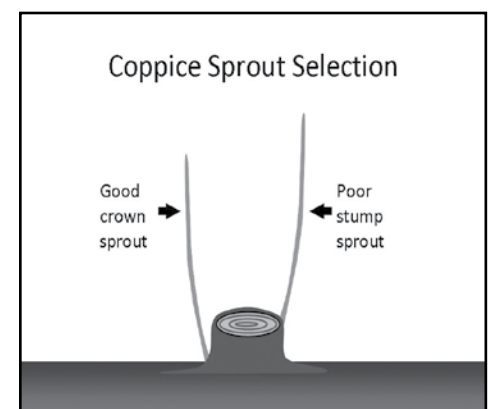 Coppice Sprout Selection
Good
crown
sprout
Poor
stump
sprout